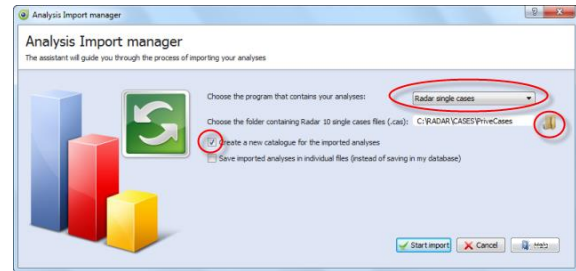 Analysis Import manager
Analysis Import manager
The assistant will guide you through the process of importing your analyses
Choose the program that contains your analyses: Radar single cases
Choose the folder containing Radar 10 single cases files (.cas): C:\RADAR\CASES\PriveCases
Create a new catalogue for the imported analyses
Save imported analyses in individual files (instead of saving in my database)
Start import Cancel Help